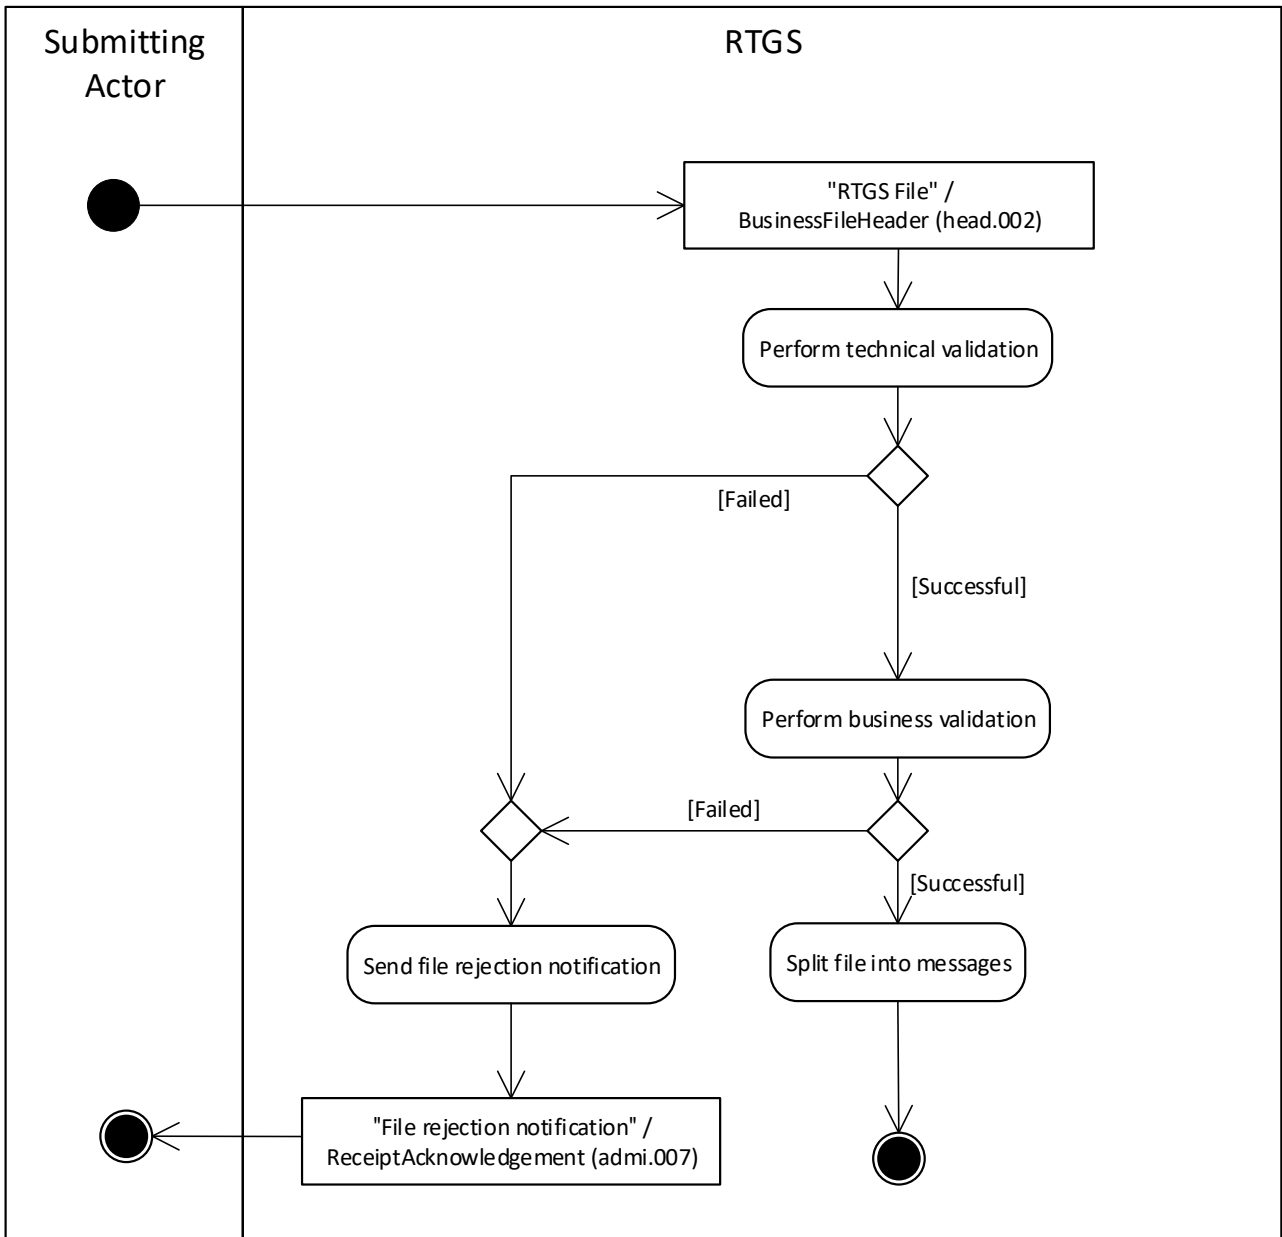 Submitting
Actor
RTGS
"RTGS File" /
BusinessFileHeader (head.002)
Perform technical validation
[Failed]
[Successful]
Perform business validation
[Failed]
[Successful]
Send file rejection notification
Split file into messages
"File rejection notification" /
ReceiptAcknowledgement (admi.007)